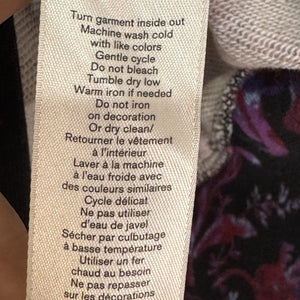 Turn garment inside out
Machine wash cold
with like colors
Gentle cycle
Do not bleach
Tumble dry low
Warm iron if needed
Do not iron
on decoration
Or dry clean/
Retourner le vêtement
à l'intérieur
Laver à la machine
à l'eau froide avec
des couleurs similaires
Cycle délicat
Ne pas utiliser
d'eau de javel
Sécher par culbutage
à basse température
Utiliser un fer
chaud au besoin
Ne pas repasser
sur les décorations